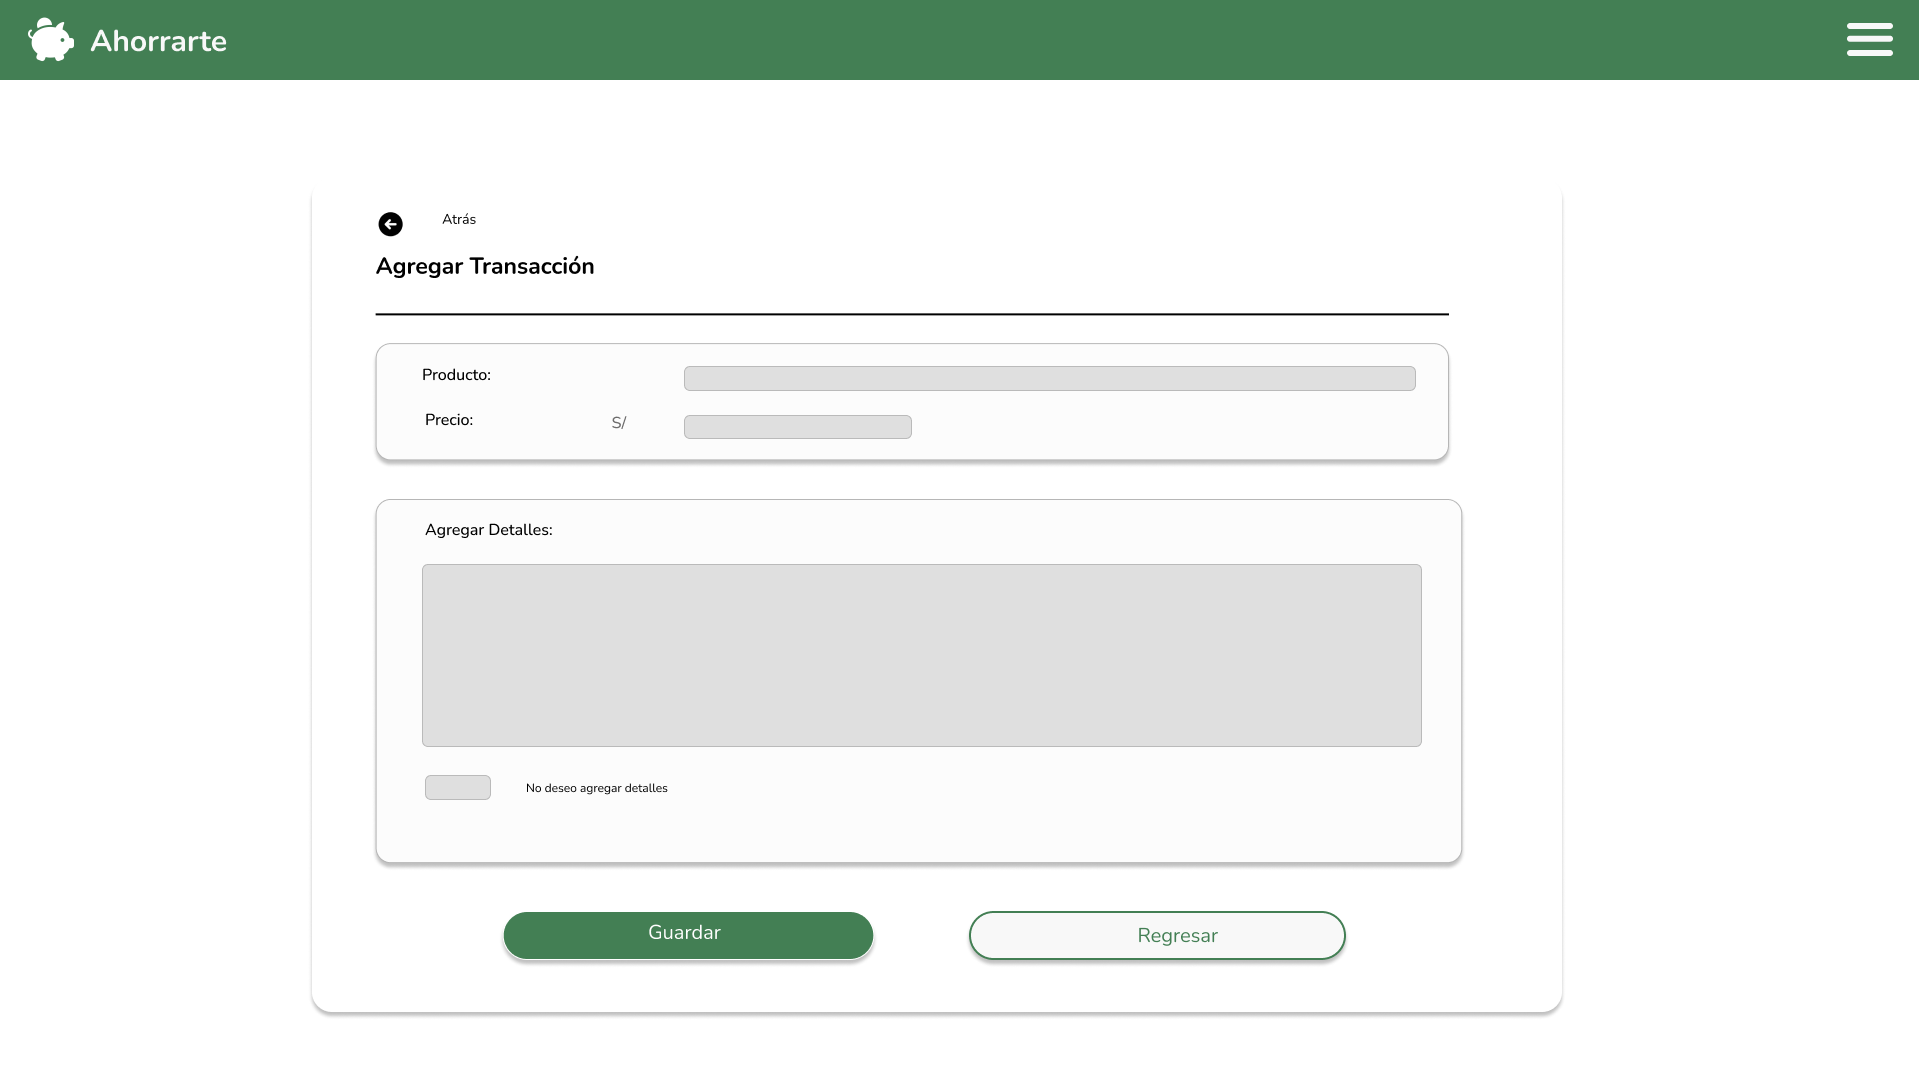 Ahorrarte
Atrás
Agregar Transacción
Producto:
Precio: S/
Agregar Detalles:
No deseo agregar detalles
Guardar Regresar